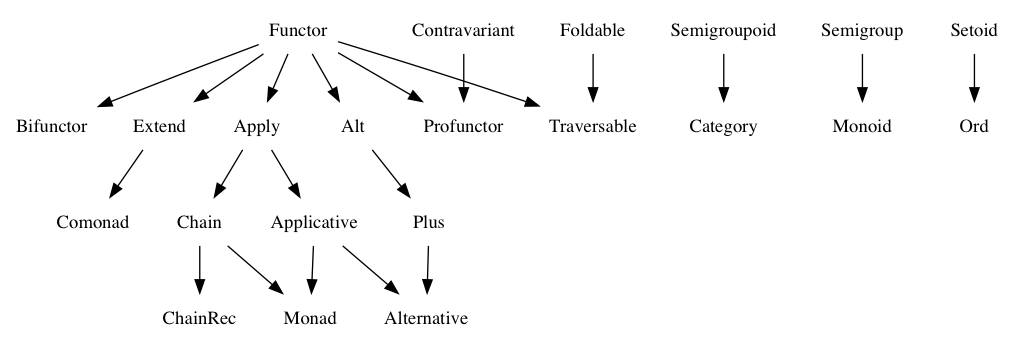 Functor Contravariant Foldable Semigroupoid Semigroup Setoid
Bifunctor Extend Apply Alt Profunctor Traversable Category Monoid Ord
Comonad Chain Applicative Plus
ChainRec Monad Alternative